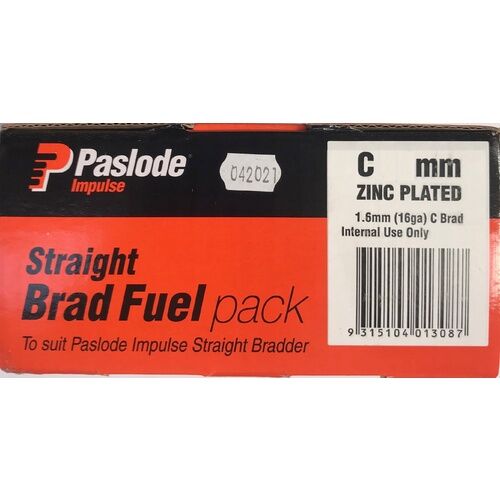 Paslode
Impulse
042021
C mm
ZINC PLATED
1.6mm (16ga) C Brad
Internal Use Only
Straight
Brad Fuel pack
To suit Paslode Impulse Straight Bradder
9 315104 013087